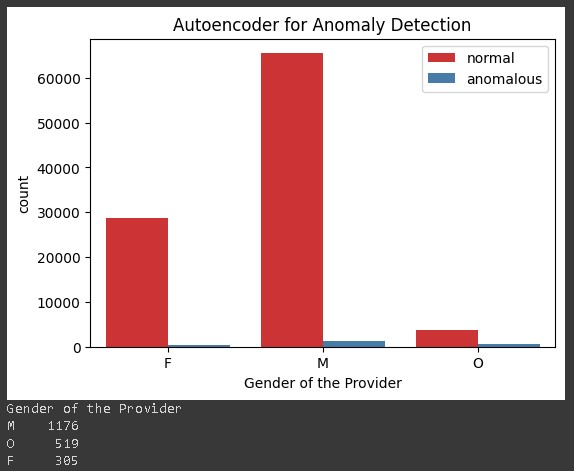 Autoencoder for Anomaly Detection
normal
anomalous
60000
50000
40000
30000
20000
10000
0
count
F M O
Gender of the Provider
Gender of the Provider
M 1176
O 519
F 305